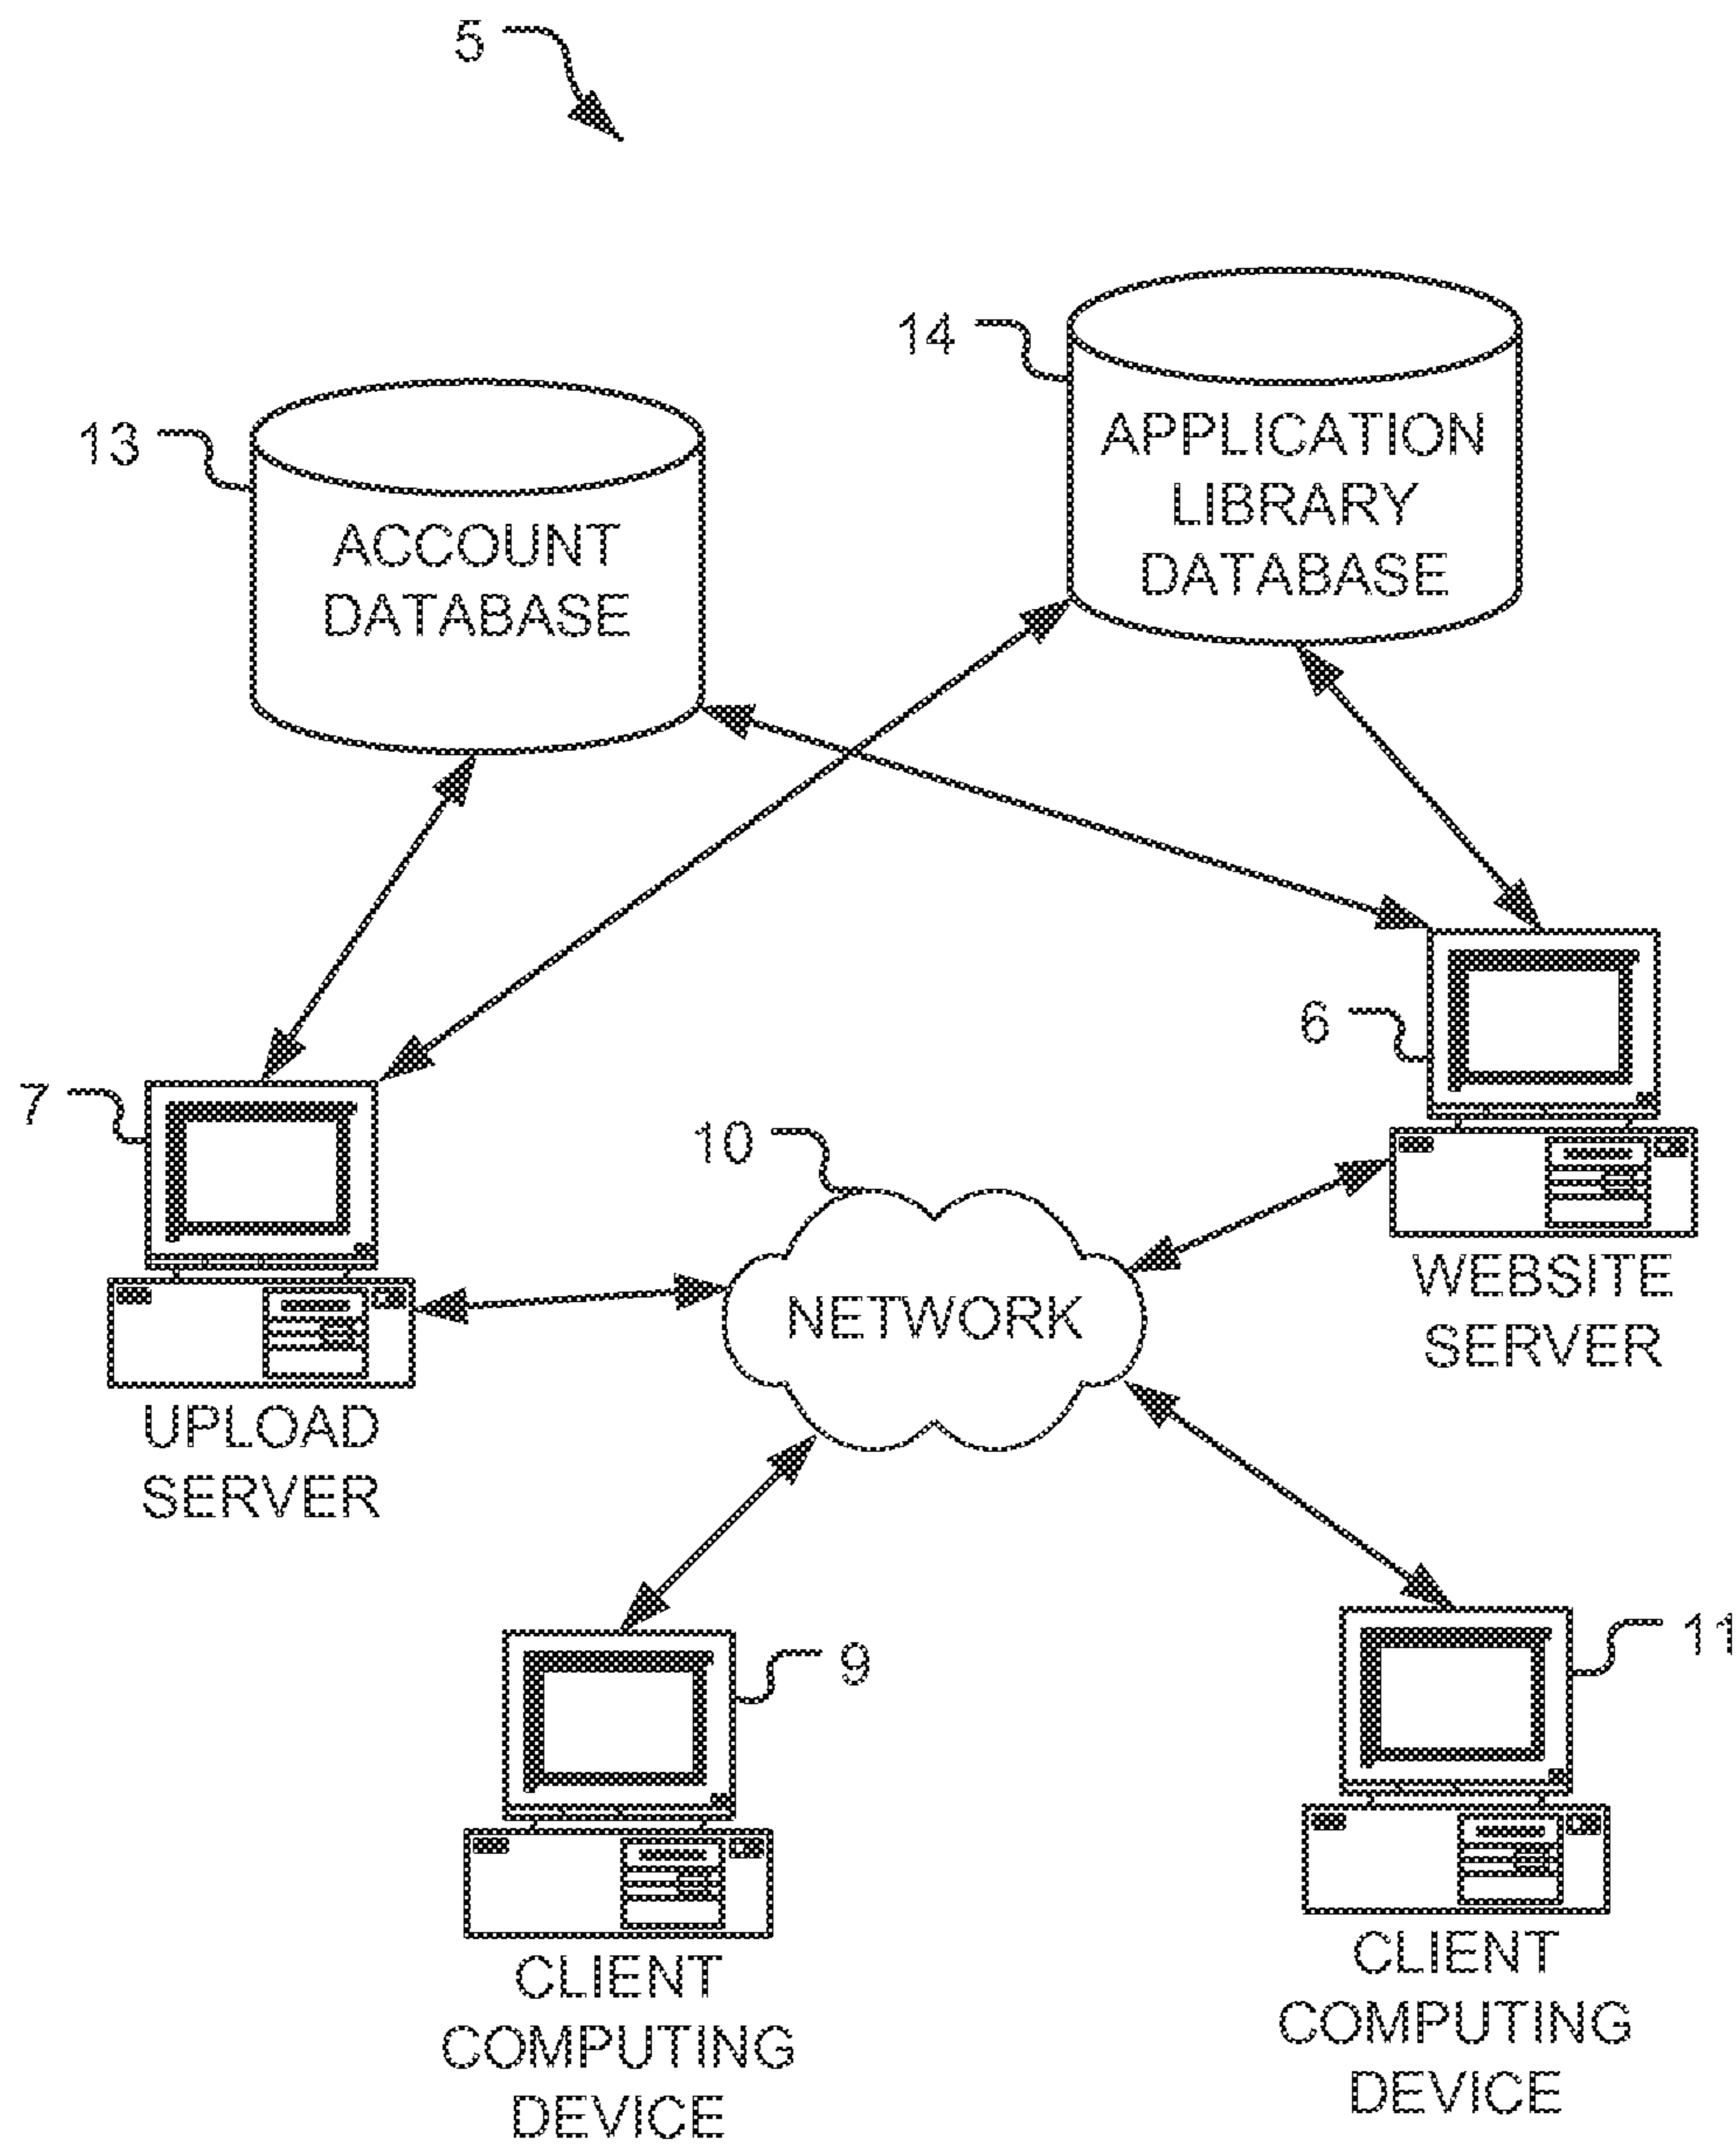 5
14
APPLICATION
LIBRARY
DATABASE
13
ACCOUNT
DATABASE
6
7
10
WEBSITE
SERVER
NETWORK
UPLOAD
SERVER
9
11
CLIENT
COMPUTING
DEVICE
CLIENT
COMPUTING
DEVICE